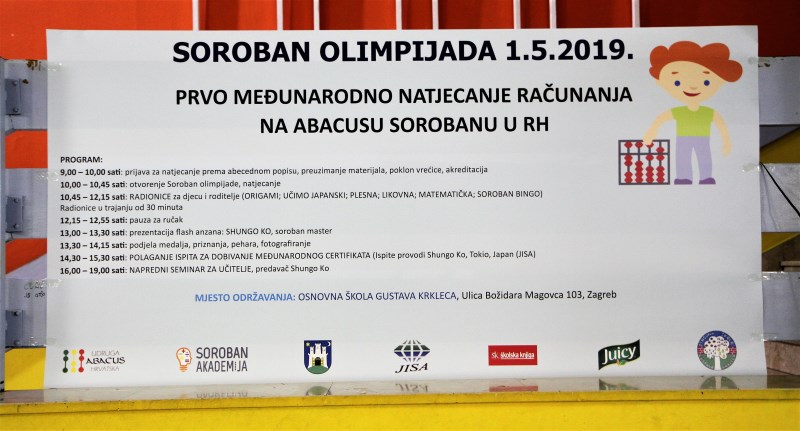 SOROBAN OLIMPIJADA 1.5.2019.
PRVO MEĐUNARODNO NATJECANJE RAČUNANJA
NA ABACUSU SOROBANU U RH
PROGRAM:
9,00 – 10,00 sati: prijava za natjecanje prema abecednom popisu, preuzimanje materijala, poklon vrećice, akreditacija
10,00 – 10,45 sati: otvorenje Soroban olimpijade, natjecanje
10,45 – 12,15 sati: RADIONICE za djecu i roditelje (ORIGAMI; UČIMO JAPANSKI; PLESNA; LIKOVNA; MATEMATIČKA; SOROBAN BINGO)
Radionice u trajanju od 30 minuta
12,15 – 12,55 sati: pauza za ručak
13,00 – 13,30 sati: prezentacija flash anzana: SHUNGO KO, soroban master
13,30 – 14,15 sati: podjela medalja, priznanja, pehara, fotografiranje
14,30 – 15,30 sati: POLAGANJE ISPITA ZA DOBIVANJE MEĐUNARODNOG CERTIFIKATA (Ispite provodi Shungo Ko, Tokio, Japan (JISA)
16,00 – 19,00 sati: NAPREDNI SEMINAR ZA UČITELJE, predavač Shungo Ko
MJESTO ODRŽAVANJA: OSNOVNA ŠKOLA GUSTAVA KRKLECA, Ulica Božidara Magovca 103, Zagreb
UDRUGA
ABACUS
HRVATSKA
SOROBAN
AKADEMIJA
JISA
šk školska knjiga
Juicy